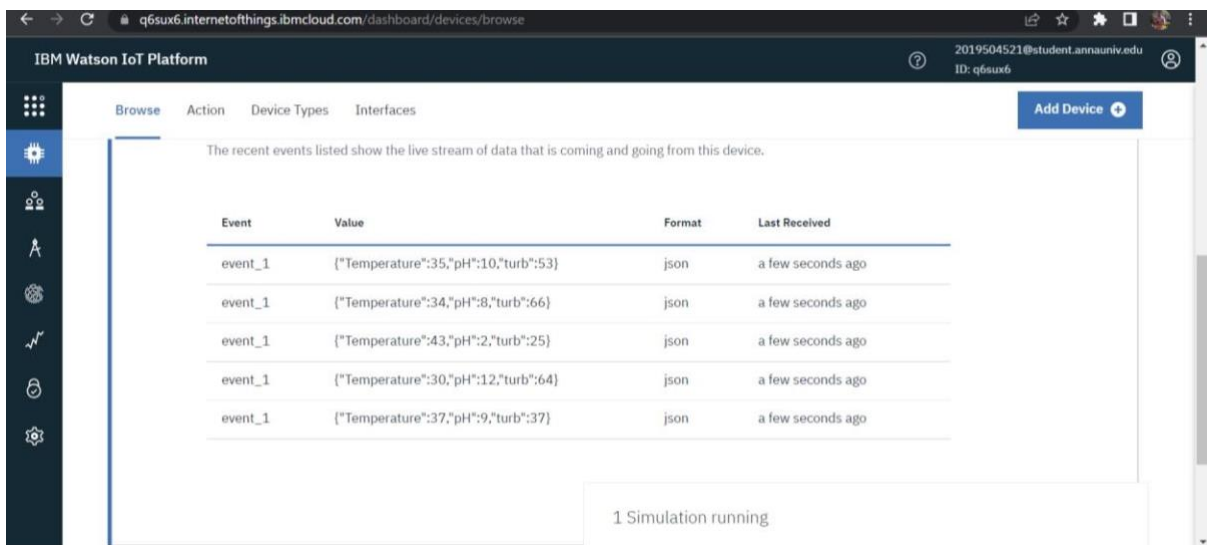 q6sux6.internetofthings.ibmcloud.com/dashboard/devices/browse
IBM Watson IoT Platform
2019504521@student.annauniv.edu
ID: q6sux6
Browse Action Device Types Interfaces
Add Device
The recent events listed show the live stream of data that is coming and going from this device.
Event Value Format Last Received
event_1 {"Temperature":35,"pH":10,"turb":53} json a few seconds ago
event_1 {"Temperature":34,"pH":8,"turb":66} json a few seconds ago
event_1 {"Temperature":43,"pH":2,"turb":25} json a few seconds ago
event_1 {"Temperature":30,"pH":12,"turb":64} json a few seconds ago
event_1 {"Temperature":37,"pH":9,"turb":37} json a few seconds ago
1 Simulation running